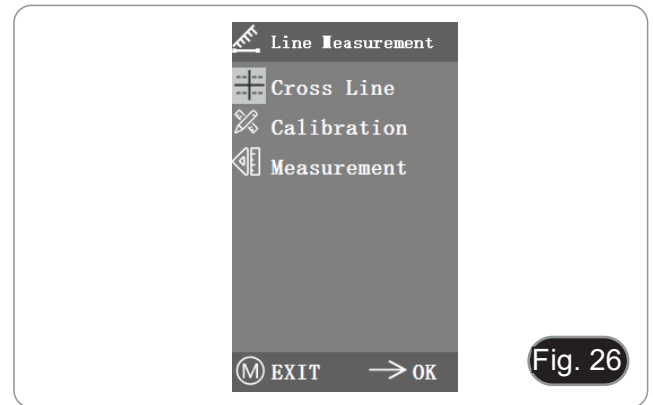 Line Measurement
Cross Line
Calibration
Measurement
M EXIT → OK
Fig. 26